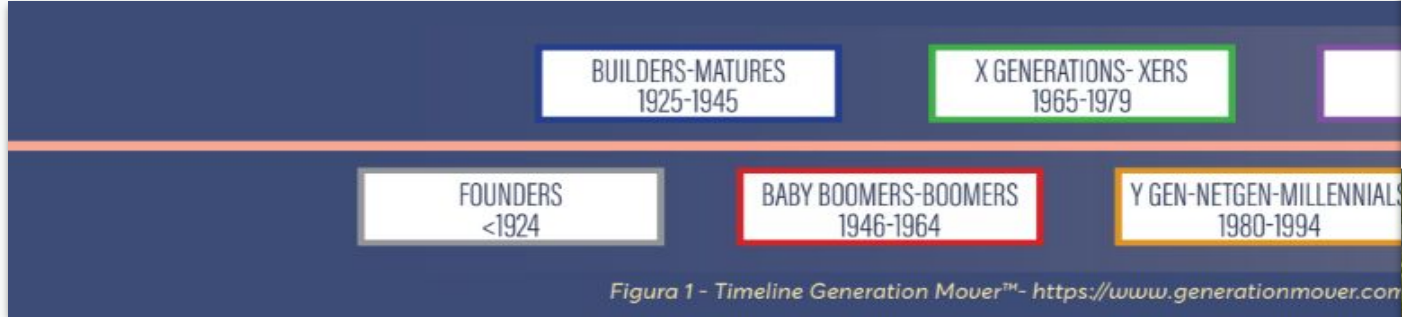 BUILDERS-MATURES
1925-1945
X GENERATIONS- XERS
1965-1979
FOUNDERS
<1924
BABY BOOMERS-BOOMERS
1946-1964
Y GEN-NETGEN-MILLENNIALS
1980-1994
Figura 1 - Timeline Generation Mover™- https://www.generationmover.com